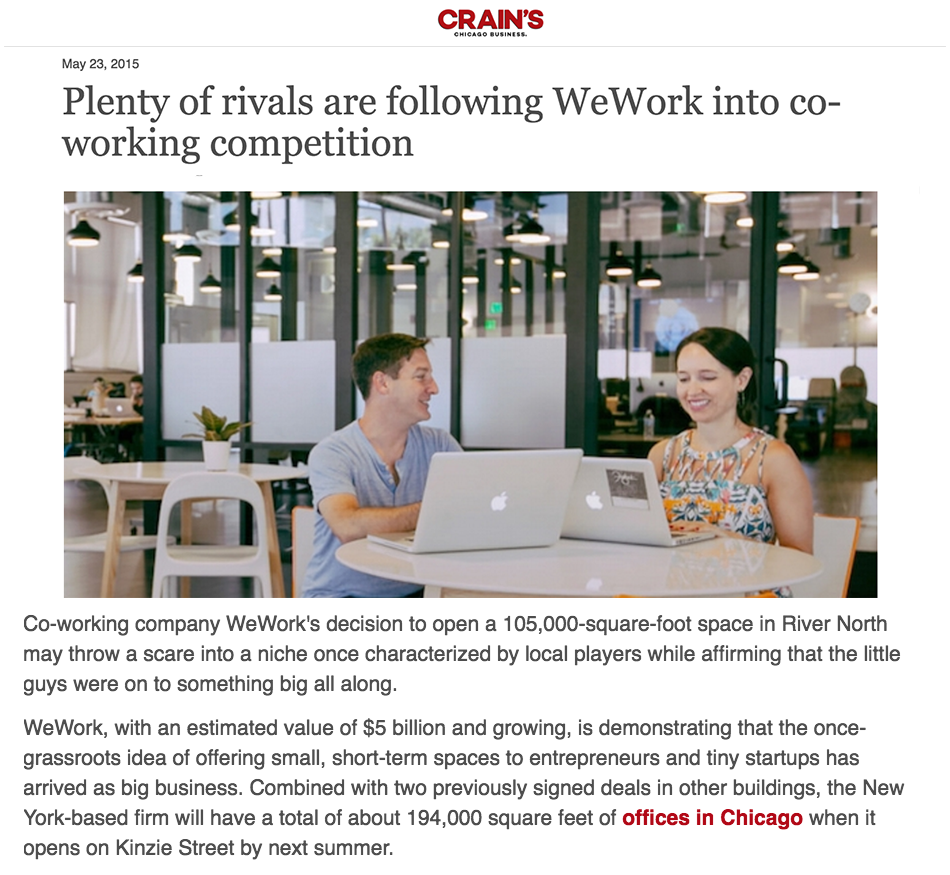 CRAIN'S
CHICAGO BUSINESS.
May 23, 2015
Plenty of rivals are following WeWork into co-
working competition
Co-working company WeWork's decision to open a 105,000-square-foot space in River North
may throw a scare into a niche once characterized by local players while affirming that the little
guys were on to something big all along.
WeWork, with an estimated value of $5 billion and growing, is demonstrating that the once-
grassroots idea of offering small, short-term spaces to entrepreneurs and tiny startups has
arrived as big business. Combined with two previously signed deals in other buildings, the New
York-based firm will have a total of about 194,000 square feet of offices in Chicago when it
opens on Kinzie Street by next summer.